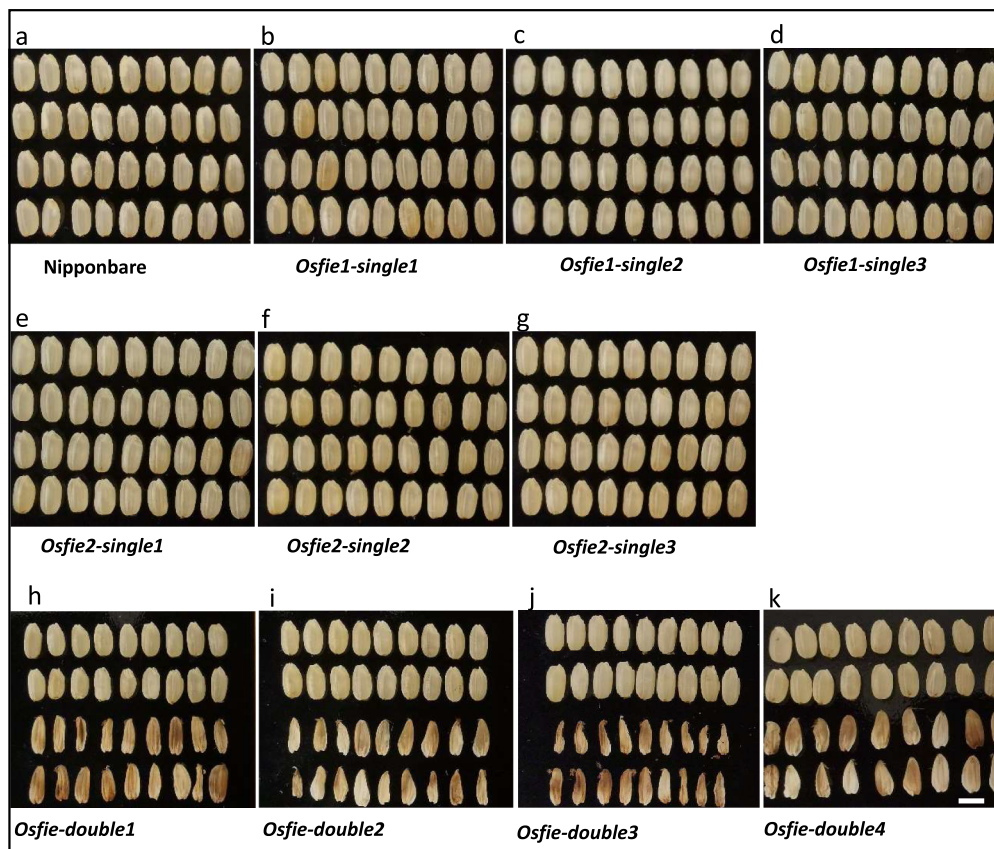 a
b
c
d
Nipponbare
Osfie1-single1
Osfie1-single2
Osfie1-single3
e
f
g
Osfie2-single1
Osfie2-single2
Osfie2-single3
h
i
j
k
Osfie-double1
Osfie-double2
Osfie-double3
Osfie-double4